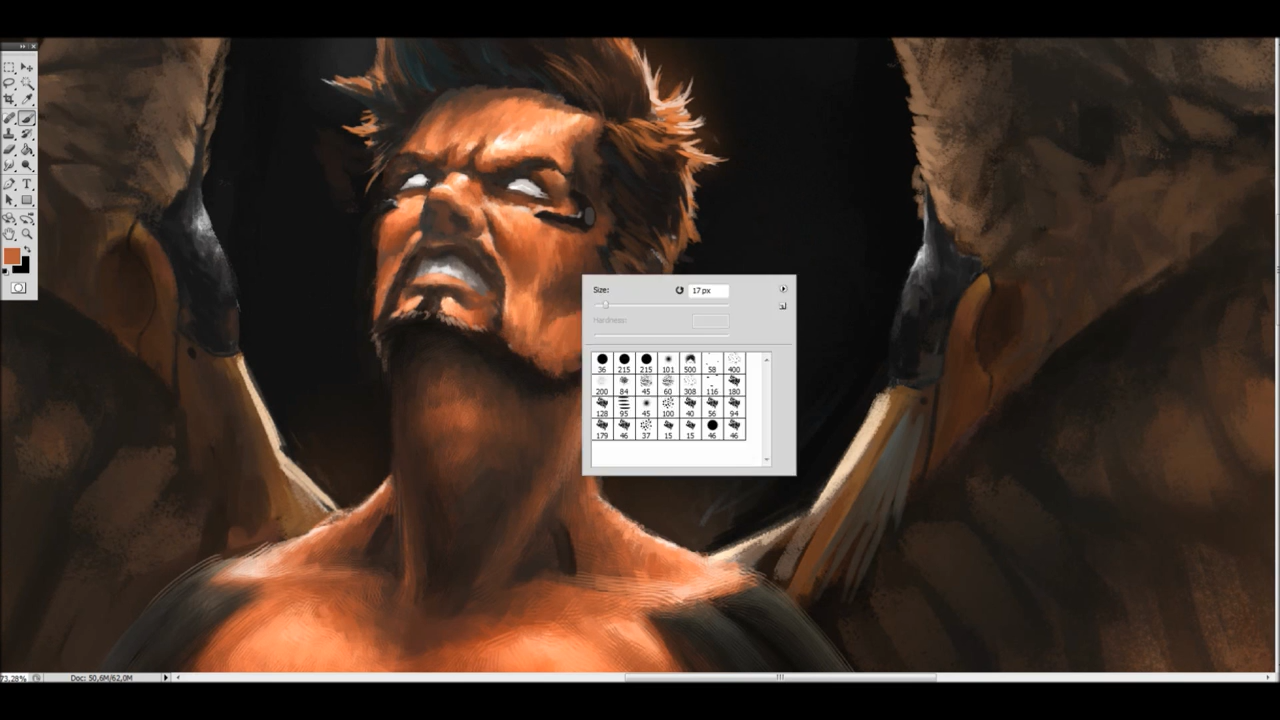 Size:
17 px
Hardness:
36 215 215 101 500 58 400
200 84 45 60 308 116 180
128 95 45 100 40 56 94
179 46 37 15 15 46 46
T
73,28%
Doc: 50,6M/62,0M